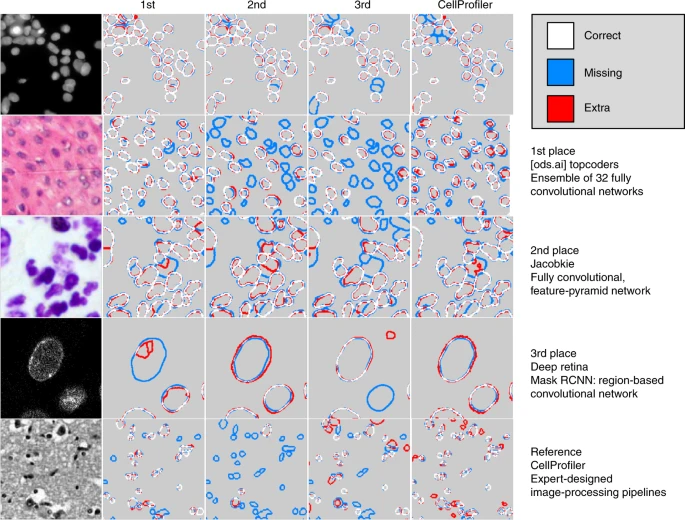 1st 2nd 3rd CellProfiler
Correct
Missing
Extra
1st place
[ods.ai] topcoders
Ensemble of 32 fully
convolutional networks
2nd place
Jacobkie
Fully convolutional,
feature-pyramid network
3rd place
Deep retina
Mask RCNN: region-based
convolutional network
Reference
CellProfiler
Expert-designed
image-processing pipelines